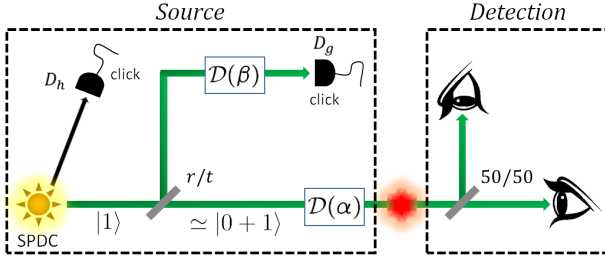 Source
Detection
D_h
click
𝒟(β)
D_g
click
r/t
50/50
|1⟩
≃ |0 + 1⟩
𝒟(α)
SPDC